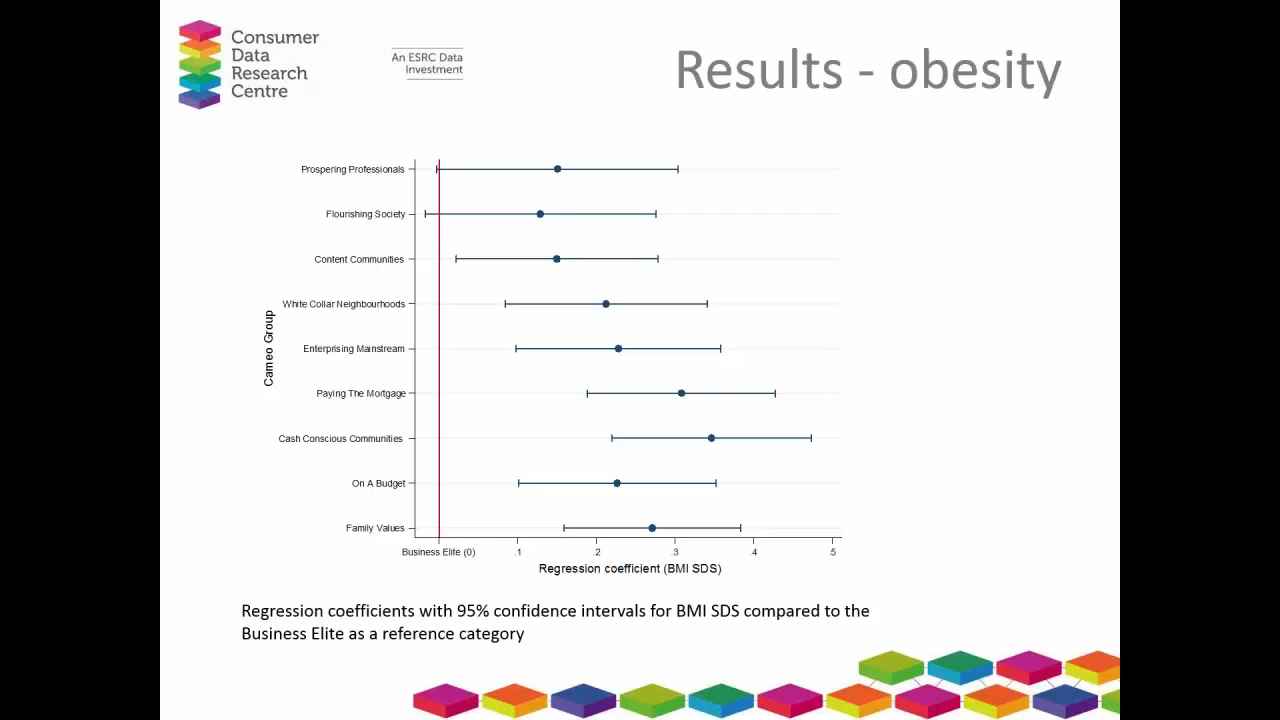 Consumer
Data
Research
Centre
An ESRC Data
Investment
Results - obesity
Prospering Professionals
Flourishing Society
Content Communities
White Collar Neighbourhoods
Enterprising Mainstream
Paying The Mortgage
Cash Conscious Communities
On A Budget
Family Values
Cameo Group
Business Elite (0) .1 .2 .3 .4 .5
Regression coefficient (BMI SDS)
Regression coefficients with 95% confidence intervals for BMI SDS compared to the
Business Elite as a reference category